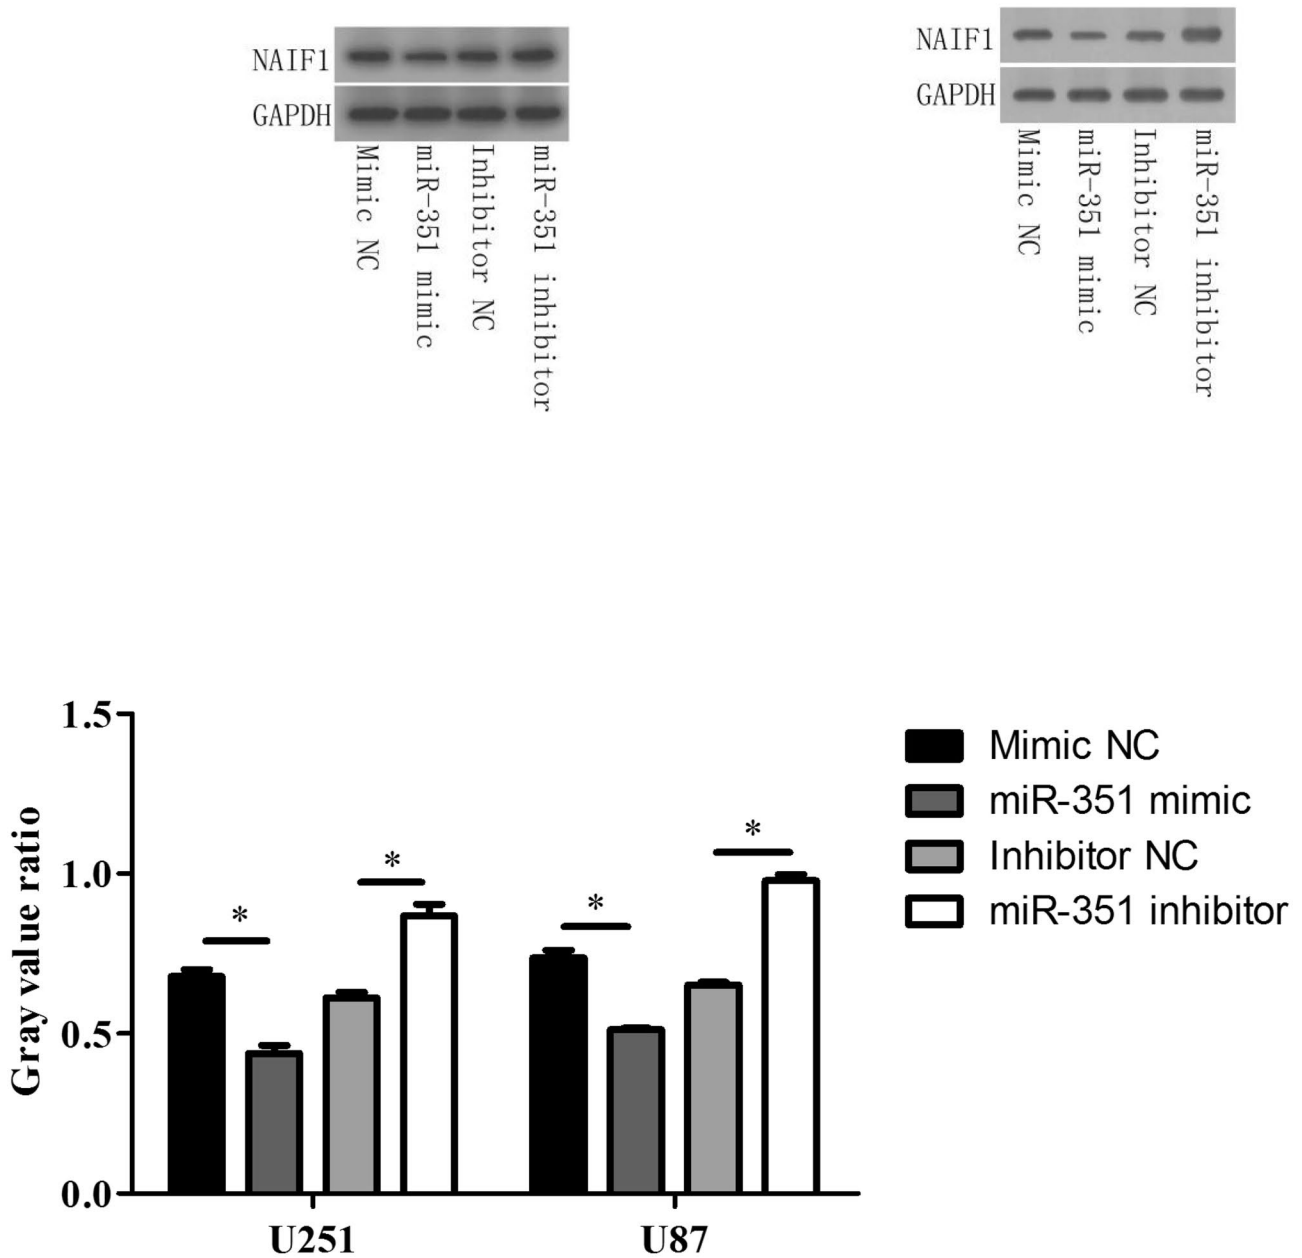 NAIF1
GAPDH
Mimic NC
miR-351 mimic
Inhibitor NC
miR-351 inhibitor
NAIF1
GAPDH
Mimic NC
miR-351 mimic
Inhibitor NC
miR-351 inhibitor
Gray value ratio
1.5
1.0
0.5
0.0
*
*
*
*
U251
U87
Mimic NC
miR-351 mimic
Inhibitor NC
miR-351 inhibitor